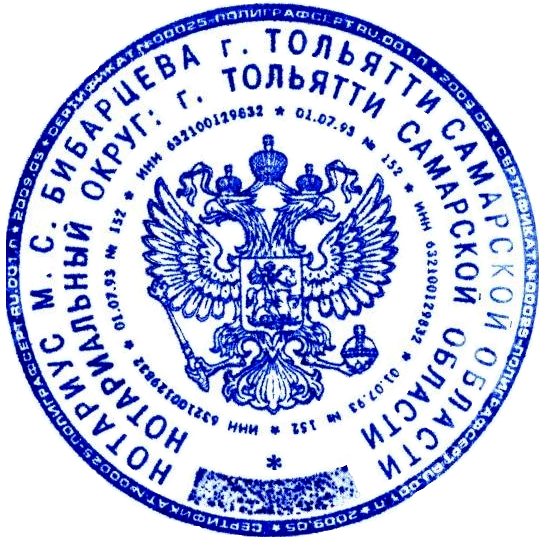 СЕРТИФИКАТ №00025-ПОЛИГРАФСЕРТ.RU.001.П ★ 2009.05 ★ СЕРТИФИКАТ №00025-ПОЛИГРАФСЕРТ.RU.001.П ★ 2009.05 ★ СЕРТИФИКАТ №00025-ПОЛИГРАФСЕРТ.RU.001.П ★ 2009.05 ★
НОТАРИУС М. С. БИБАРЦЕВА г. ТОЛЬЯТТИ САМАРСКОЙ ОБЛАСТИ
НОТАРИАЛЬНЫЙ ОКРУГ: г. ТОЛЬЯТТИ САМАРСКОЙ ОБЛАСТИ
★ ИНН 632100129832 ★ 01.07.93 № 152 ★ ИНН 632100129832 ★ 01.07.93 № 152 ★ ИНН 632100129832 ★ 01.07.93 № 152
*